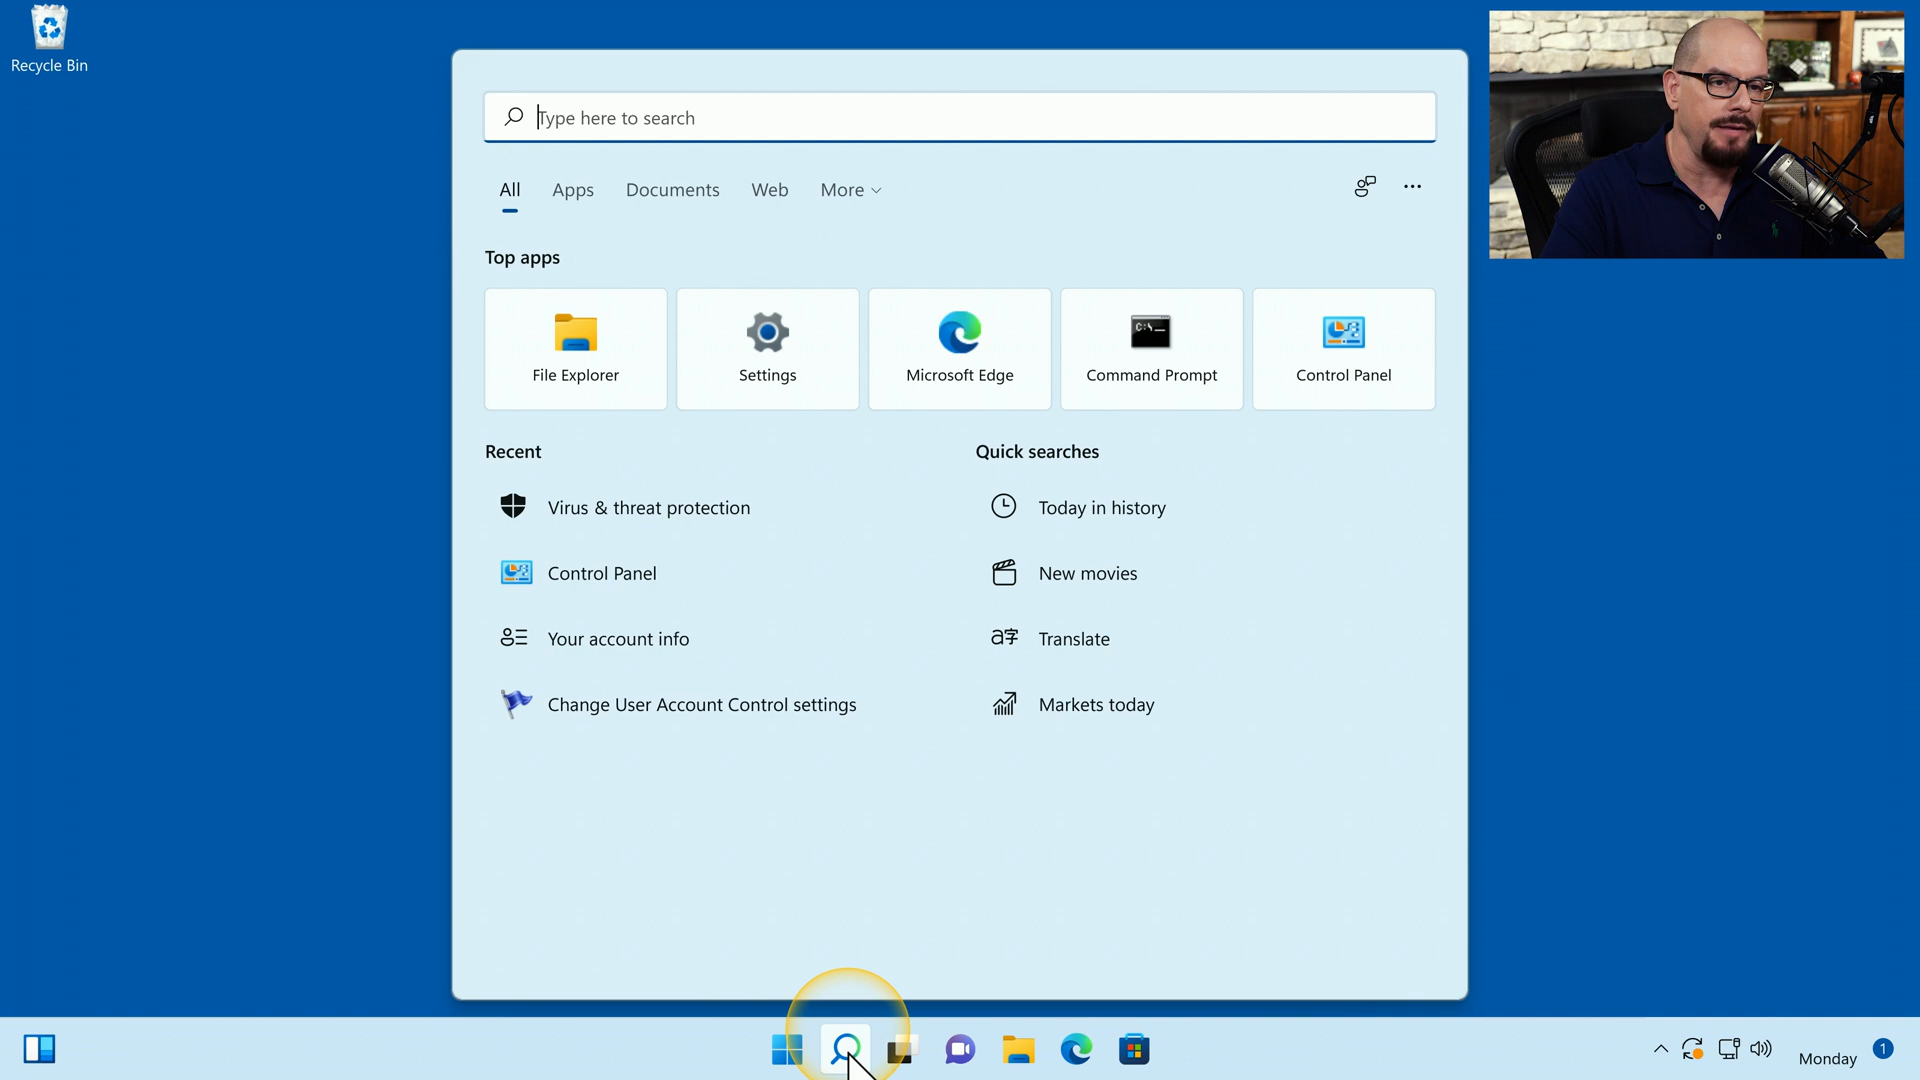 Recycle Bin
Type here to search
All Apps Documents Web More
Top apps
File Explorer Settings Microsoft Edge Command Prompt Control Panel
Recent
Quick searches
Virus & threat protection
Today in history
Control Panel
New movies
Your account info
a字 Translate
Change User Account Control settings
Markets today
Monday 1